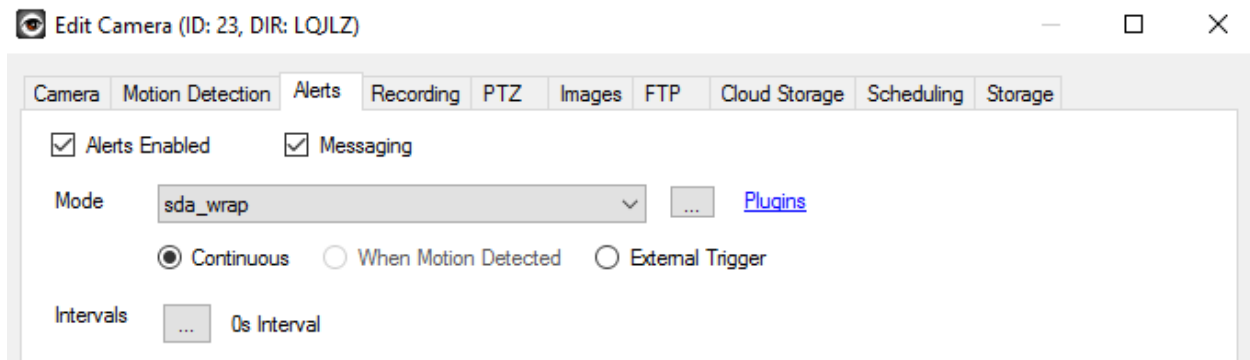 Edit Camera (ID: 23, DIR: LQJLZ)
Camera Motion Detection Alerts Recording PTZ Images FTP Cloud Storage Scheduling Storage
Alerts Enabled Messaging
Mode sda_wrap ... Plugins
Continuous When Motion Detected External Trigger
Intervals ... 0s Interval